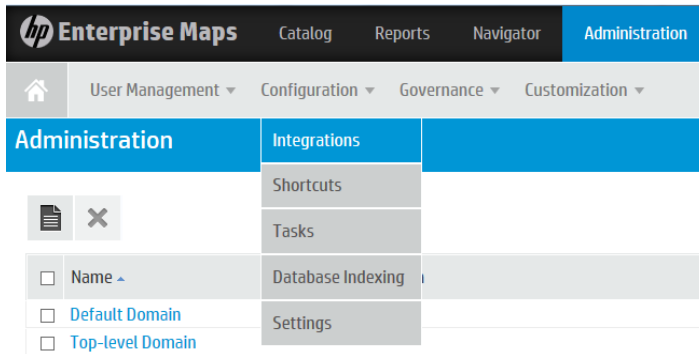 hp Enterprise Maps Catalog Reports Navigator Administration
User Management Configuration Governance Customization
Administration
Integrations
Shortcuts
Tasks
Name Database Indexing
Default Domain
Settings
Top-level Domain